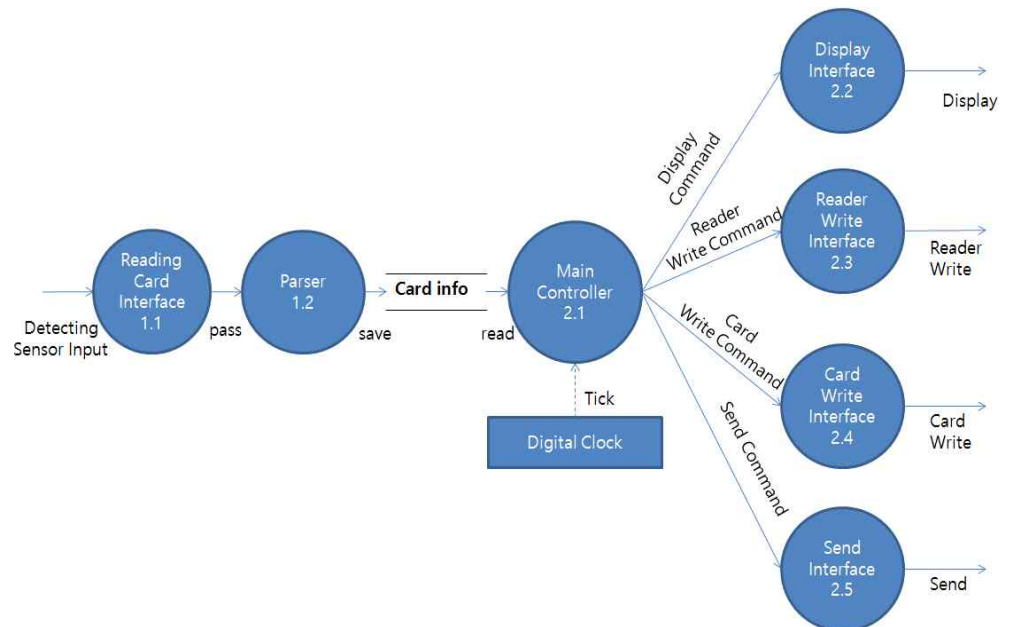 Display
Interface
2.2
Display
Display
Command
Reader
Write
Interface
2.3
Reader
Write
Reader
Write Command
Reading
Card
Interface
1.1
Detecting
Sensor Input
pass
Parser
1.2
save
Card info
read
Main
Controller
2.1
Tick
Digital Clock
Card
Write Command
Card
Write
Interface
2.4
Card
Write
Send Command
Send
Interface
2.5
Send